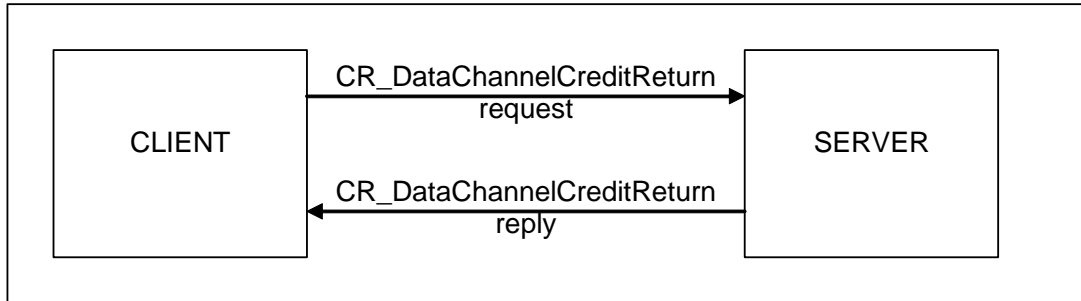 CR_DataChannelCreditReturn
request
CLIENT
SERVER
CR_DataChannelCreditReturn
reply